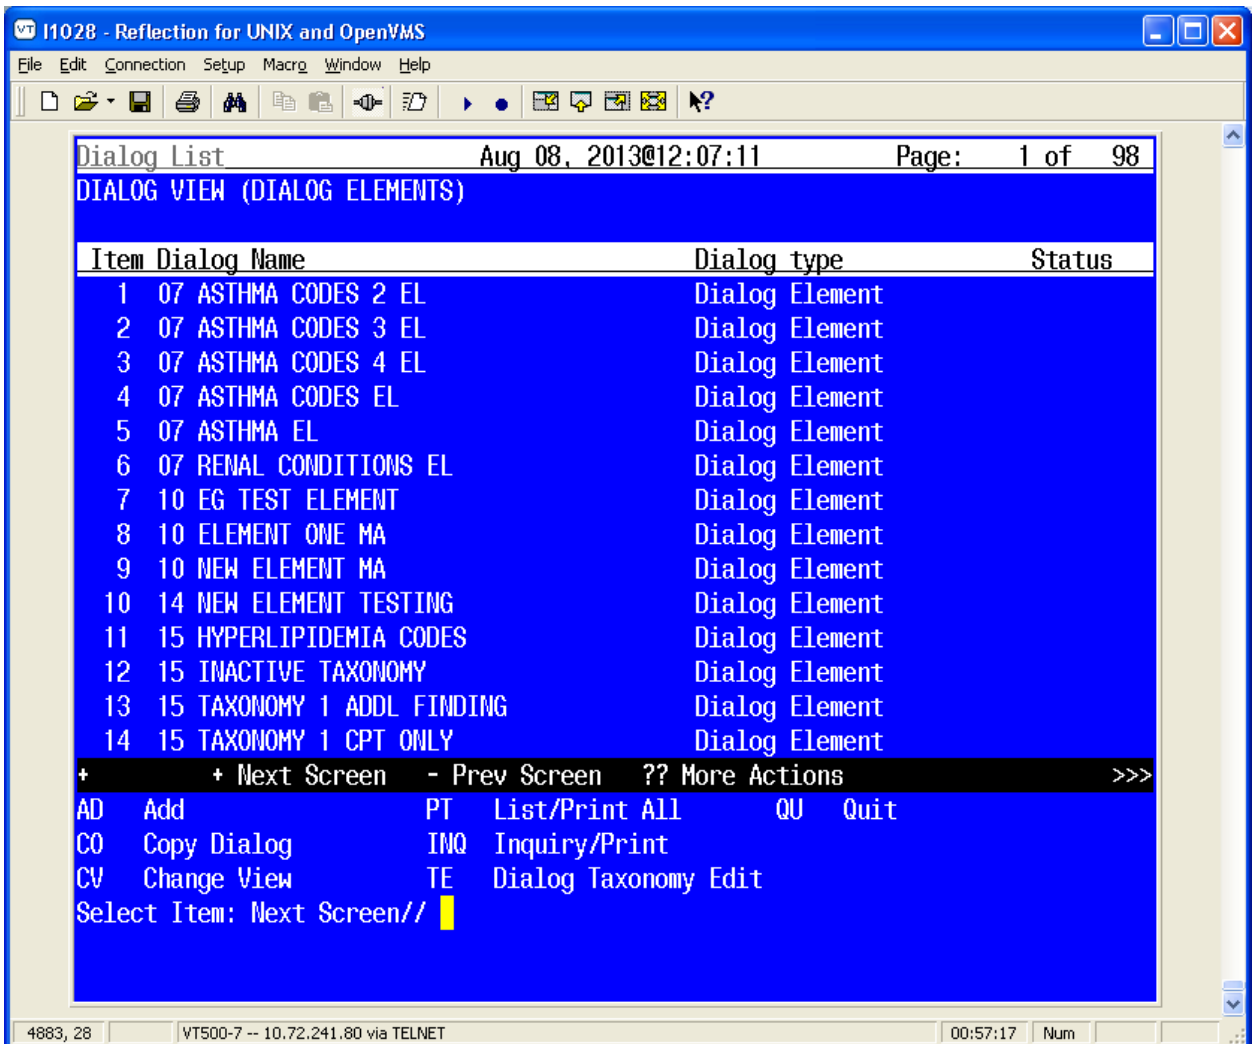 I1028 - Reflection for UNIX and OpenVMS
File Edit Connection Setup Macro Window Help
Dialog List Aug 08, 2013@12:07:11 Page: 1 of 98
DIALOG VIEW (DIALOG ELEMENTS)
Item Dialog Name Dialog type Status
1 07 ASTHMA CODES 2 EL Dialog Element
2 07 ASTHMA CODES 3 EL Dialog Element
3 07 ASTHMA CODES 4 EL Dialog Element
4 07 ASTHMA CODES EL Dialog Element
5 07 ASTHMA EL Dialog Element
6 07 RENAL CONDITIONS EL Dialog Element
7 10 EG TEST ELEMENT Dialog Element
8 10 ELEMENT ONE MA Dialog Element
9 10 NEW ELEMENT MA Dialog Element
10 14 NEW ELEMENT TESTING Dialog Element
11 15 HYPERLIPIDEMIA CODES Dialog Element
12 15 INACTIVE TAXONOMY Dialog Element
13 15 TAXONOMY 1 ADDL FINDING Dialog Element
14 15 TAXONOMY 1 CPT ONLY Dialog Element
+ + Next Screen - Prev Screen ?? More Actions >>>
AD Add PT List/Print All QU Quit
CO Copy Dialog INQ Inquiry/Print
CV Change View TE Dialog Taxonomy Edit
Select Item: Next Screen//
4883, 28 VT500-7 -- 10.72.241.80 via TELNET 00:57:17 Num